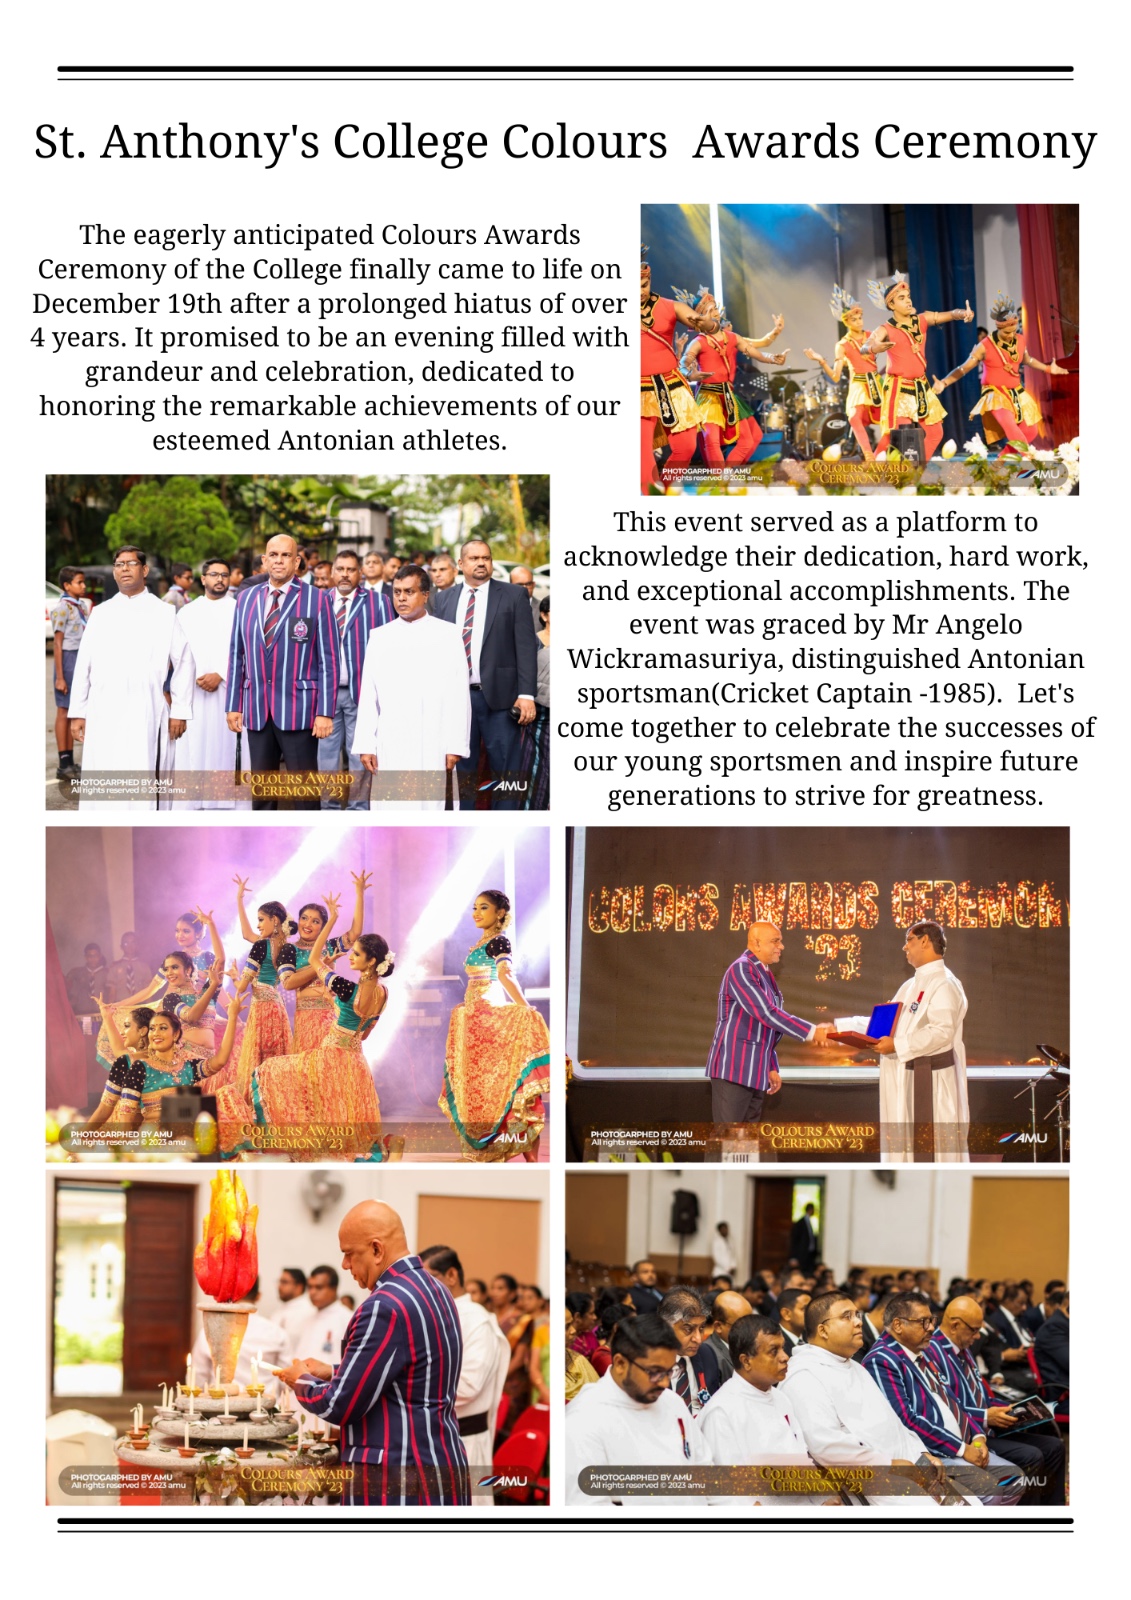 St. Anthony's College Colours  Awards Ceremony
The eagerly anticipated Colours Awards
Ceremony of the College finally came to life on
December 19th after a prolonged hiatus of over
4 years. It promised to be an evening filled with
grandeur and celebration, dedicated to
honoring the remarkable achievements of our
esteemed Antonian athletes.
PHOTOGARPHED BY AMU
All rights reserved © 2023 amu
COLOURS AWARD
CEREMONY '23
AMU
This event served as a platform to
acknowledge their dedication, hard work,
and exceptional accomplishments. The
event was graced by Mr Angelo
Wickramasuriya, distinguished Antonian
sportsman(Cricket Captain -1985).  Let's
come together to celebrate the successes of
our young sportsmen and inspire future
generations to strive for greatness.
PHOTOGARPHED BY AMU
All rights reserved © 2023 amu
COLOURS AWARD
CEREMONY '23
AMU
PHOTOGARPHED BY AMU
All rights reserved © 2023 amu
COLOURS AWARD
CEREMONY '23
AMU
COLORS AWARDS CEREMON
'23
PHOTOGARPHED BY AMU
All rights reserved © 2023 amu
COLOURS AWARD
CEREMONY '23
AMU
PHOTOGARPHED BY AMU
All rights reserved © 2023 amu
COLOURS AWARD
CEREMONY '23
AMU
PHOTOGARPHED BY AMU
All rights reserved © 2023 amu
COLOURS AWARD
CEREMONY '23
AMU